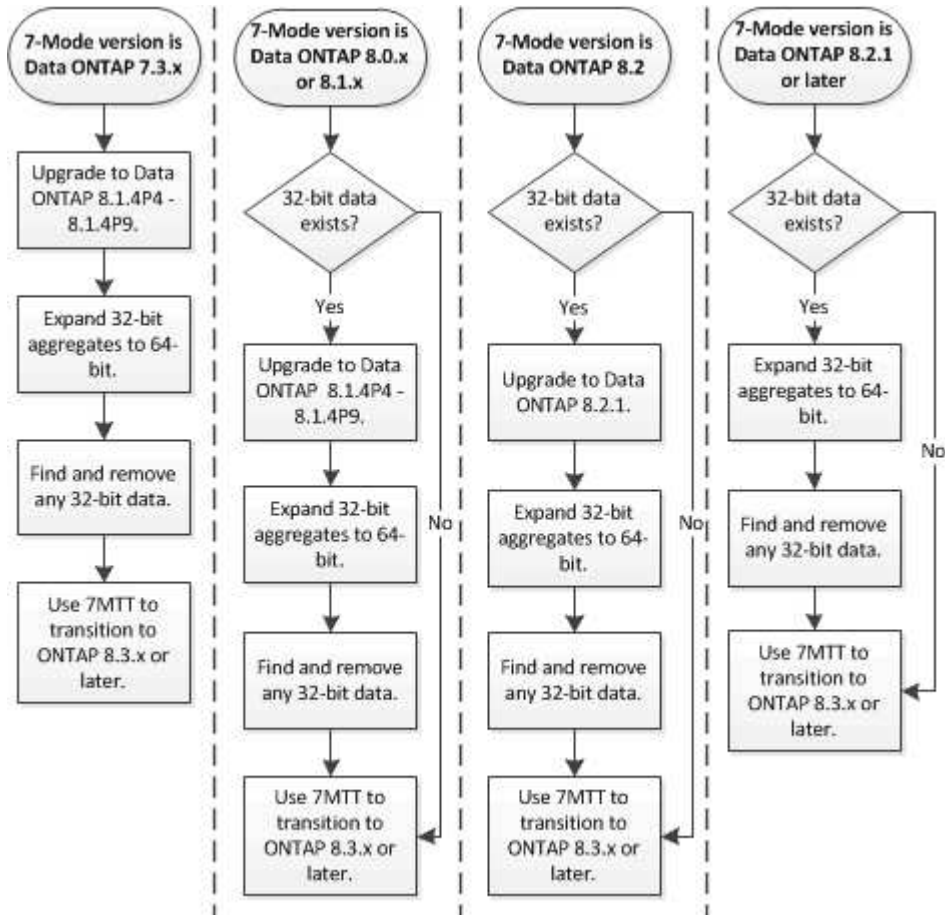 7-Mode version is
Data ONTAP 7.3.x
Upgrade to Data
ONTAP 8.1.4P4 -
8.1.4P9.
Expand 32-bit
aggregates to 64-
bit.
Find and remove
any 32-bit data.
Use 7MTT to
transition to
ONTAP 8.3.x or
later.
7-Mode version is
Data ONTAP 8.0.x
or 8.1.x
32-bit data
exists?
Yes
Upgrade to Data
ONTAP 8.1.4P4 -
8.1.4P9.
Expand 32-bit
aggregates to 64-
bit.
No
Find and remove
any 32-bit data.
Use 7MTT to
transition to
ONTAP 8.3.x or
later.
7-Mode version is
Data ONTAP 8.2
32-bit data
exists?
Yes
Upgrade to Data
ONTAP 8.2.1.
Expand 32-bit
aggregates to 64-
bit.
No
Find and remove
any 32-bit data.
Use 7MTT to
transition to
ONTAP 8.3.x or
later.
7-Mode version is
Data ONTAP 8.2.1
or later
32-bit data
exists?
Yes
Expand 32-bit
aggregates to 64-
bit.
No
Find and remove
any 32-bit data.
Use 7MTT to
transition to
ONTAP 8.3.x or
later.